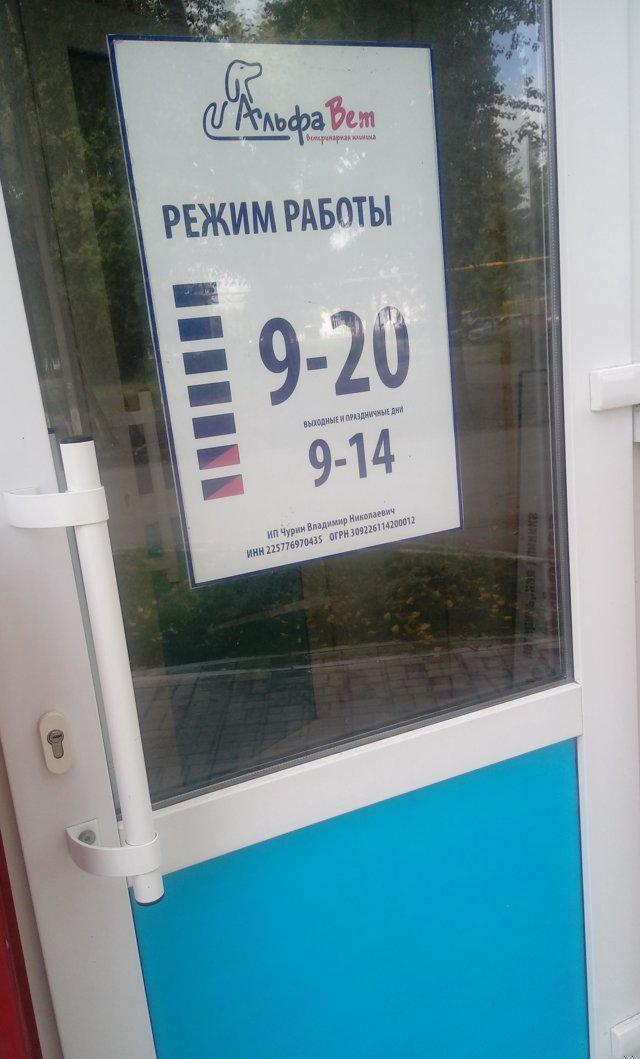 АльфаВет
ветеринарная клиника
РЕЖИМ РАБОТЫ
9-20
ВЫХОДНЫЕ И ПРАЗДНИЧНЫЕ ДНИ
9-14
ИП Чурин Владимир Николаевич
ИНН 225776970435 ОГРН 309226114200012